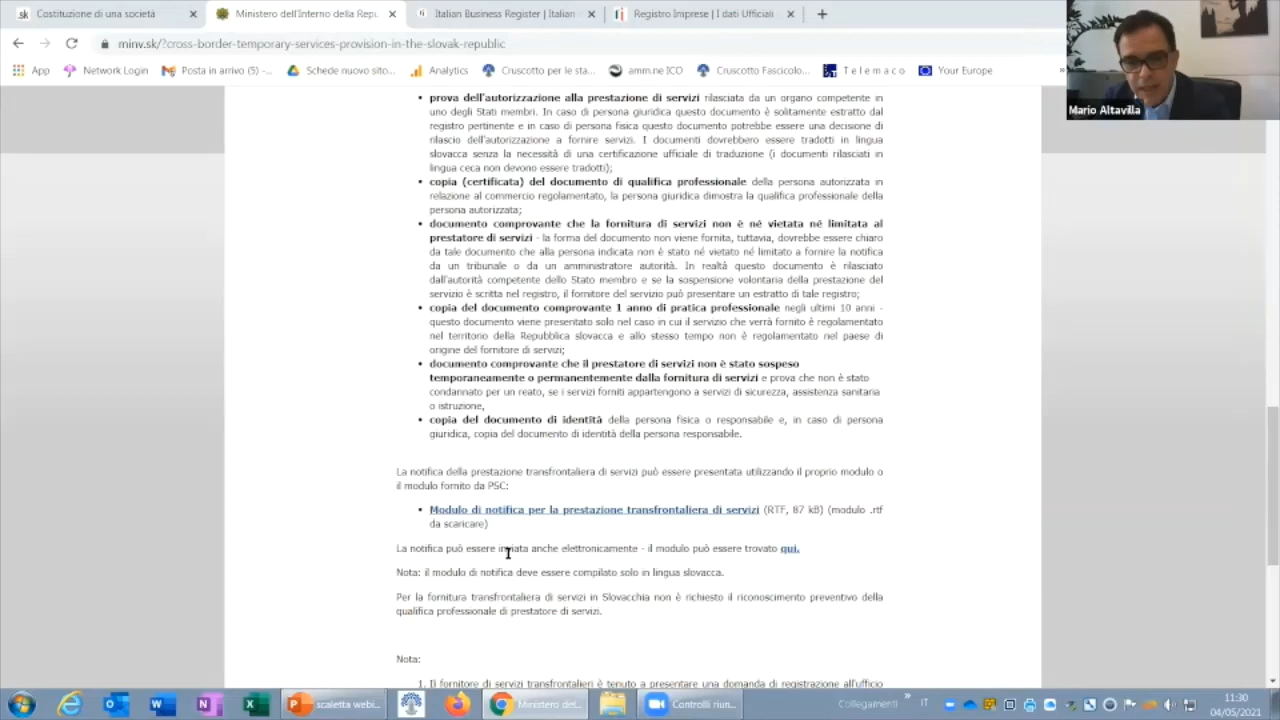 Costituzione di una società
Ministero dell'Interno della Repu
Italian Business Register | Italian
Registro Imprese | I dati Ufficiali
minv.sk/?cross-border-temporary-services-provision-in-the-slovak-republic
App
Network Login
Posta in arrivo (5) -...
Schede nuovo sito...
Analytics
Cruscotto per le sta...
amm.ne ICO
Cruscotto Fascicolo...
T e l e m a c o
Your Europe
Mario Altavilla
• prova dell'autorizzazione alla prestazione di servizi rilasciata da un organo competente in
uno degli Stati membri. In caso di persona giuridica questo documento è solitamente estratto dal
registro pertinente e in caso di persona fisica questo documento potrebbe essere una decisione di
rilascio dell'autorizzazione a fornire servizi. I documenti dovrebbero essere tradotti in lingua
slovacca senza la necessità di una certificazione ufficiale di traduzione (i documenti rilasciati in
lingua ceca non devono essere tradotti);
• copia (certificata) del documento di qualifica professionale della persona autorizzata in
relazione al commercio regolamentato, la persona giuridica dimostra la qualifica professionale della
persona autorizzata;
• documento comprovante che la fornitura di servizi non è né vietata né limitata al
prestatore di servizi - la forma del documento non viene fornita, tuttavia, dovrebbe essere chiaro
da tale documento che alla persona indicata non è stato né vietato né limitato a fornire la notifica
da un tribunale o da un amministratore autorità. In realtà questo documento è rilasciato
dall'autorità competente dello Stato membro e se la sospensione volontaria della prestazione del
servizio è scritta nel registro, il fornitore del servizio può presentare un estratto di tale registro;
• copia del documento comprovante 1 anno di pratica professionale negli ultimi 10 anni -
questo documento viene presentato solo nel caso in cui il servizio che verrà fornito è regolamentato
nel territorio della Repubblica slovacca e allo stesso tempo non è regolamentato nel paese di
origine del fornitore di servizi;
• documento comprovante che il prestatore di servizi non è stato sospeso
temporaneamente o permanentemente dalla fornitura di servizi e prova che non è stato
condannato per un reato, se i servizi forniti appartengono a servizi di sicurezza, assistenza sanitaria
o istruzione,
• copia del documento di identità della persona fisica o responsabile e, in caso di persona
giuridica, copia del documento di identità della persona responsabile.
La notifica della prestazione transfrontaliera di servizi può essere presentata utilizzando il proprio modulo o
il modulo fornito da PSC:
• Modulo di notifica per la prestazione transfrontaliera di servizi (RTF, 87 kB) (modulo .rtf
da scaricare)
La notifica può essere inviata anche elettronicamente - il modulo può essere trovato qui.
Nota: il modulo di notifica deve essere compilato solo in lingua slovacca.
Per la fornitura transfrontaliera di servizi in Slovacchia non è richiesto il riconoscimento preventivo della
qualifica professionale di prestatore di servizi.
Nota:
1. Il fornitore di servizi transfrontalieri è tenuto a presentare una domanda di registrazione all'ufficio
scaletta webi...
Ministero del...
Controlli riun...
Collegamenti
IT
11:30
04/05/2021